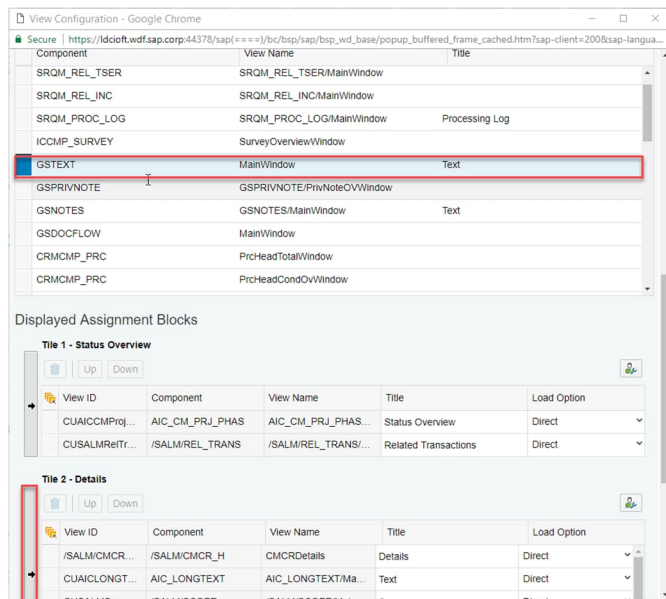 View Configuration - Google Chrome
Secure | https://ldcioft.wdf.sap.corp:44378/sap(====)/bc/bsp/sap/bsp_wd_base/popup_buffered_frame_cached.htm?sap-client=200&sap-langua...
Component View Name Title
SRQM_REL_TSER SRQM_REL_TSER/MainWindow
SRQM_REL_INC SRQM_REL_INC/MainWindow
SRQM_PROC_LOG SRQM_PROC_LOG/MainWindow Processing Log
ICCMP_SURVEY SurveyOverviewWindow
GSTEXT MainWindow Text
GSPRIVNOTE GSPRIVNOTE/PrivNoteOVWindow
GSNOTES GSNOTES/MainWindow Text
GSDOCFLOW MainWindow
CRMCMP_PRC PrcHeadTotalWindow
CRMCMP_PRC PrcHeadCondOvWindow
Displayed Assignment Blocks
Tile 1 - Status Overview
Up Down
View ID Component View Name Title Load Option
CUAICCMProj... AIC_CM_PRJ_PHAS AIC_CM_PRJ_PHAS... Status Overview Direct
CUSALMRelTr... /SALM/REL_TRANS /SALM/REL_TRANS/... Related Transactions Direct
Tile 2 - Details
Up Down
View ID Component View Name Title Load Option
/SALM/CMCR... /SALM/CMCR_H CMCRDetails Details Direct
CUAICLONGT... AIC_LONGTEXT AIC_LONGTEXT/Ma... Text Direct